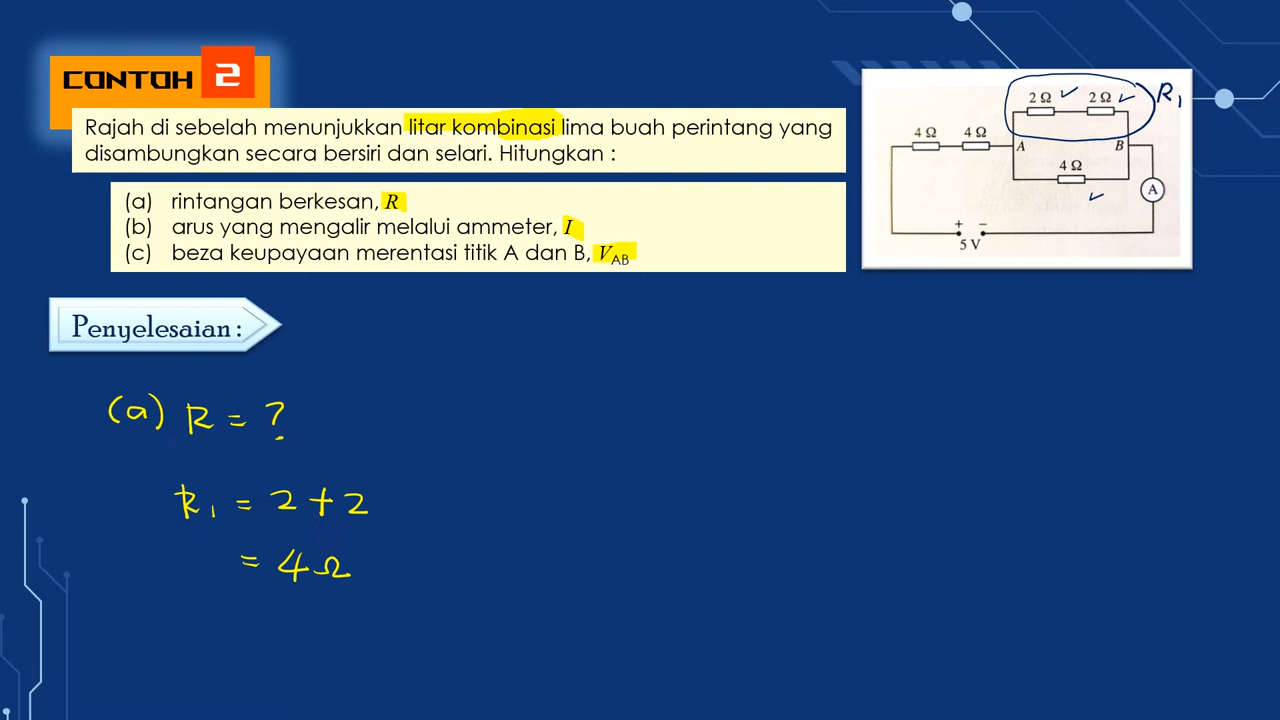 CONTOH 2
Rajah di sebelah menunjukkan litar kombinasi lima buah perintang yang
disambungkan secara bersiri dan selari. Hitungkan :
(a) rintangan berkesan, R
(b) arus yang mengalir melalui ammeter, I
(c) beza keupayaan merentasi titik A dan B, V_AB
2 Ω ✓ 2 Ω ✓ R₁
4 Ω 4 Ω A B
4 Ω
✓ A
+ −
5 V
Penyelesaian :
(a) R = ?
R₁ = 2 + 2
= 4 Ω